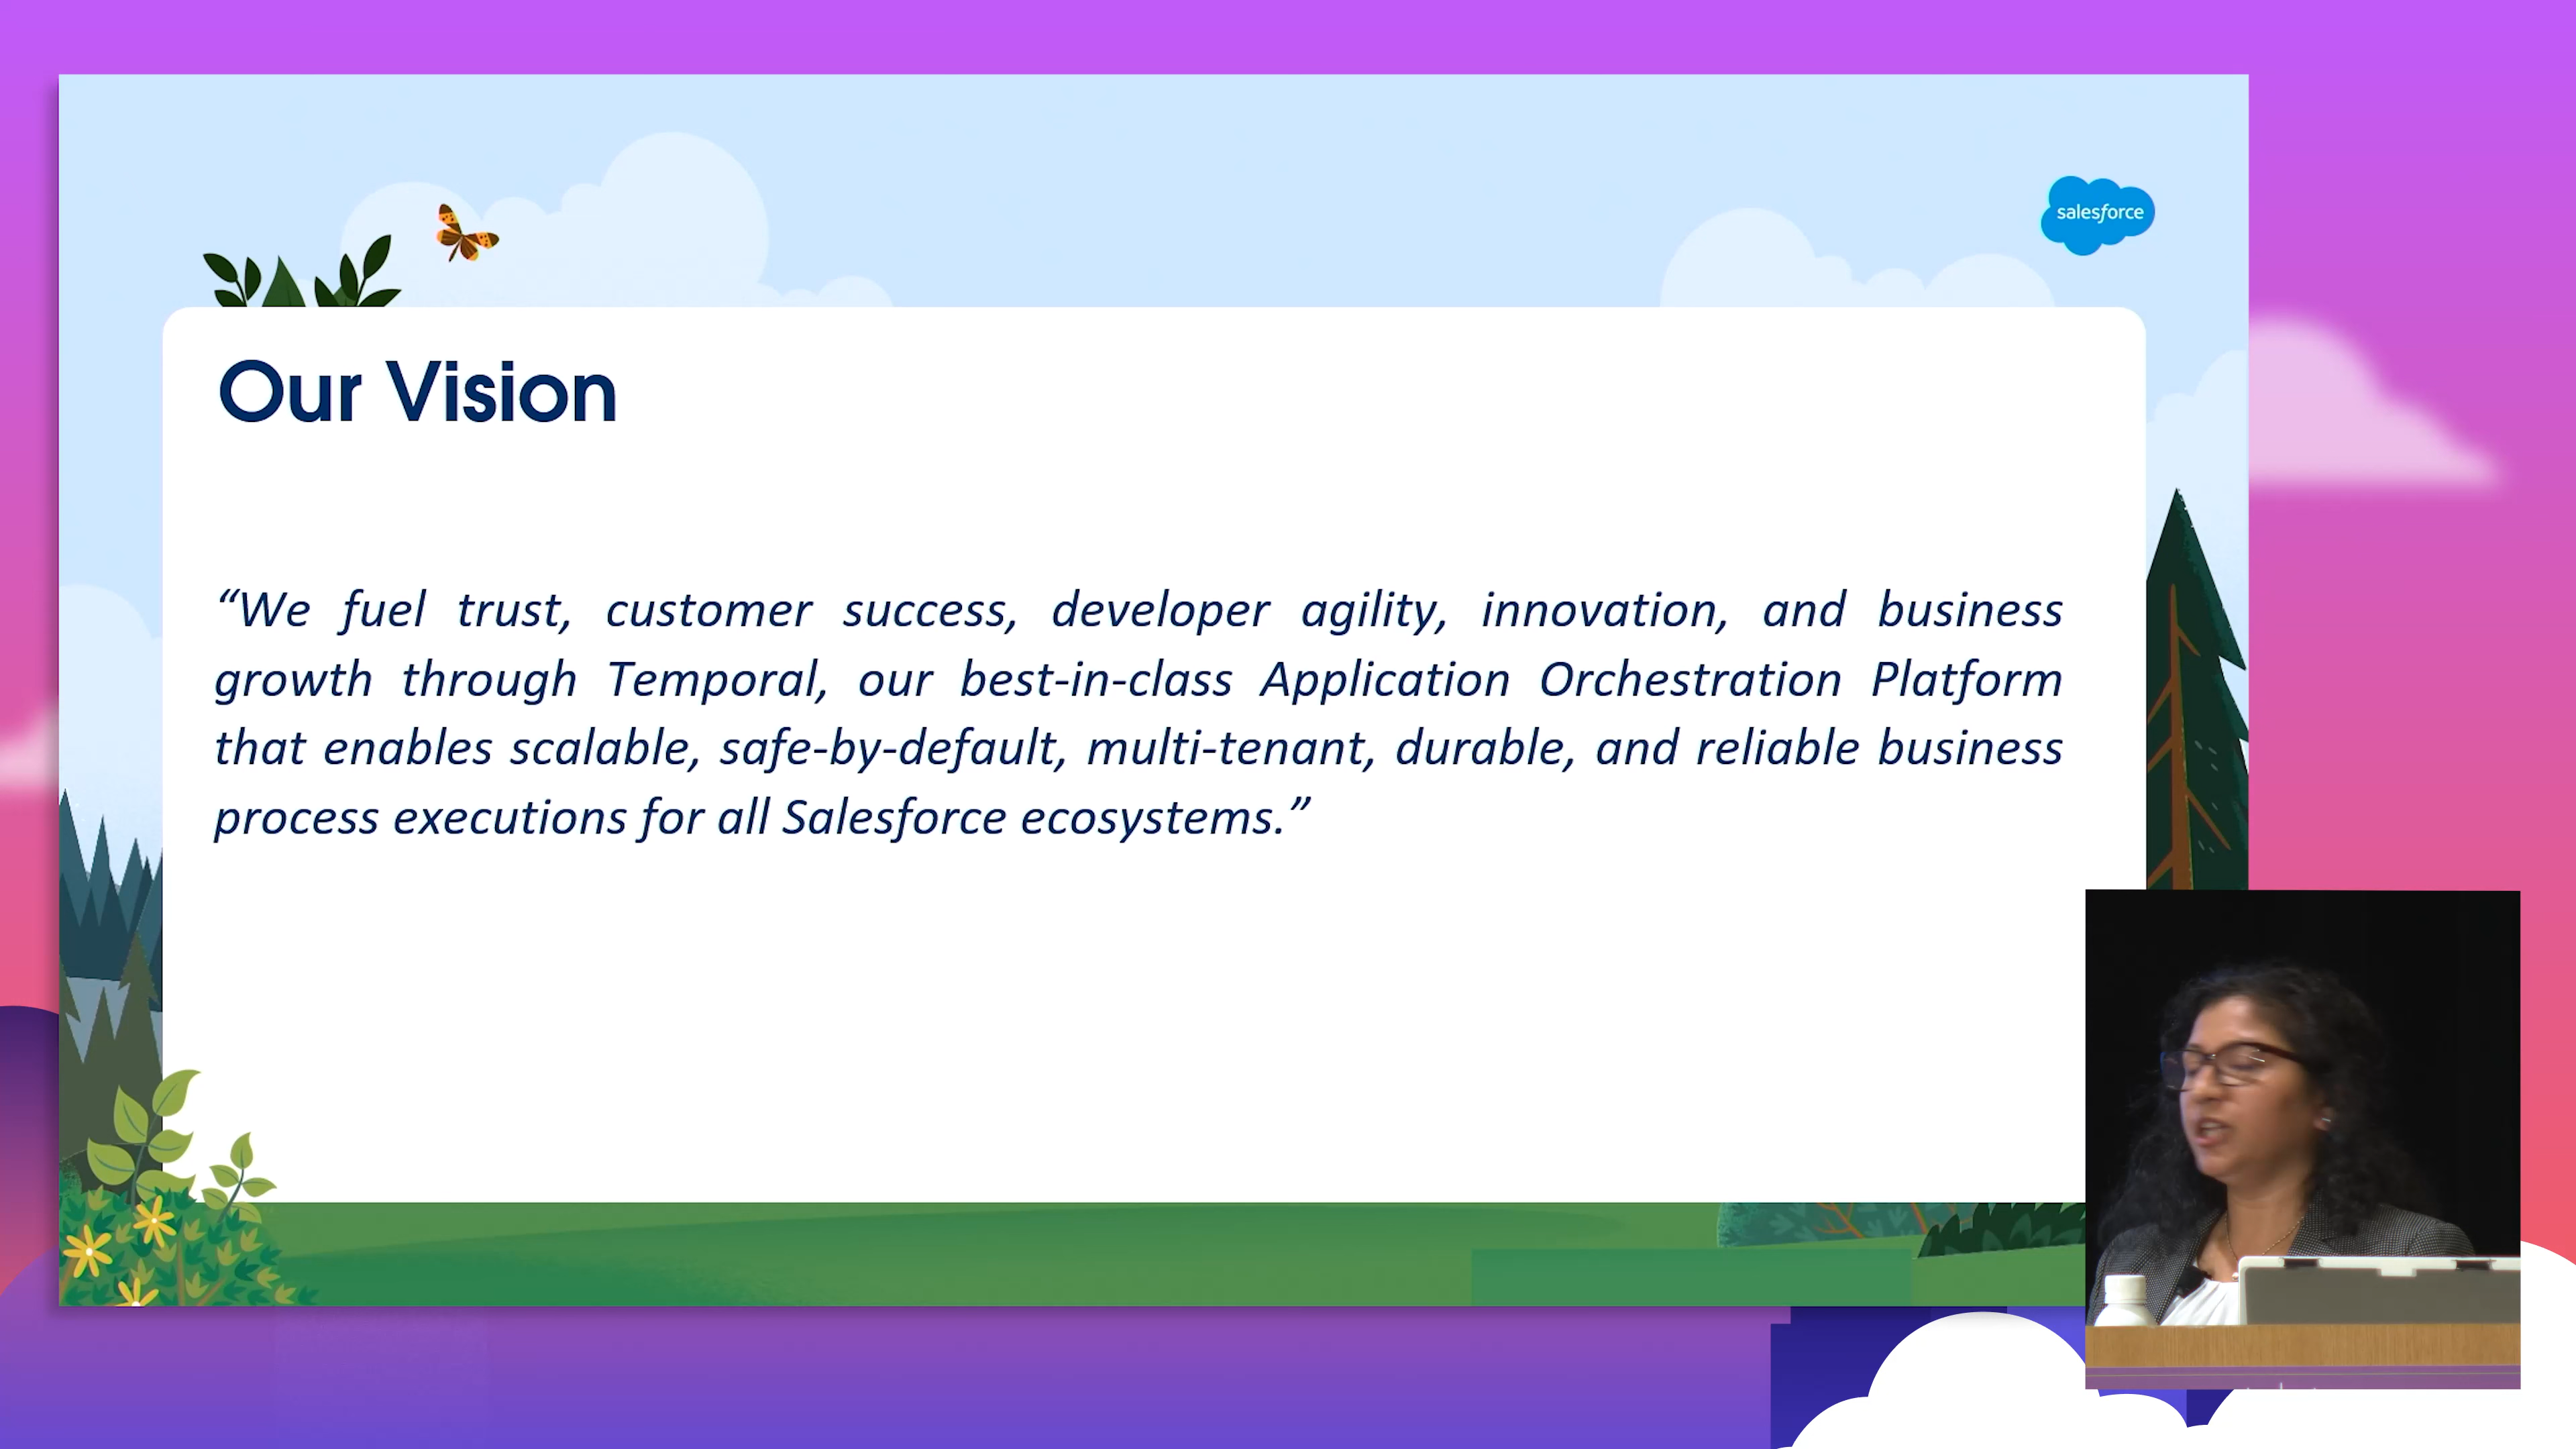 salesforce
Our Vision
“We fuel trust, customer success, developer agility, innovation, and business
growth through Temporal, our best-in-class Application Orchestration Platform
that enables scalable, safe-by-default, multi-tenant, durable, and reliable business
process executions for all Salesforce ecosystems.”